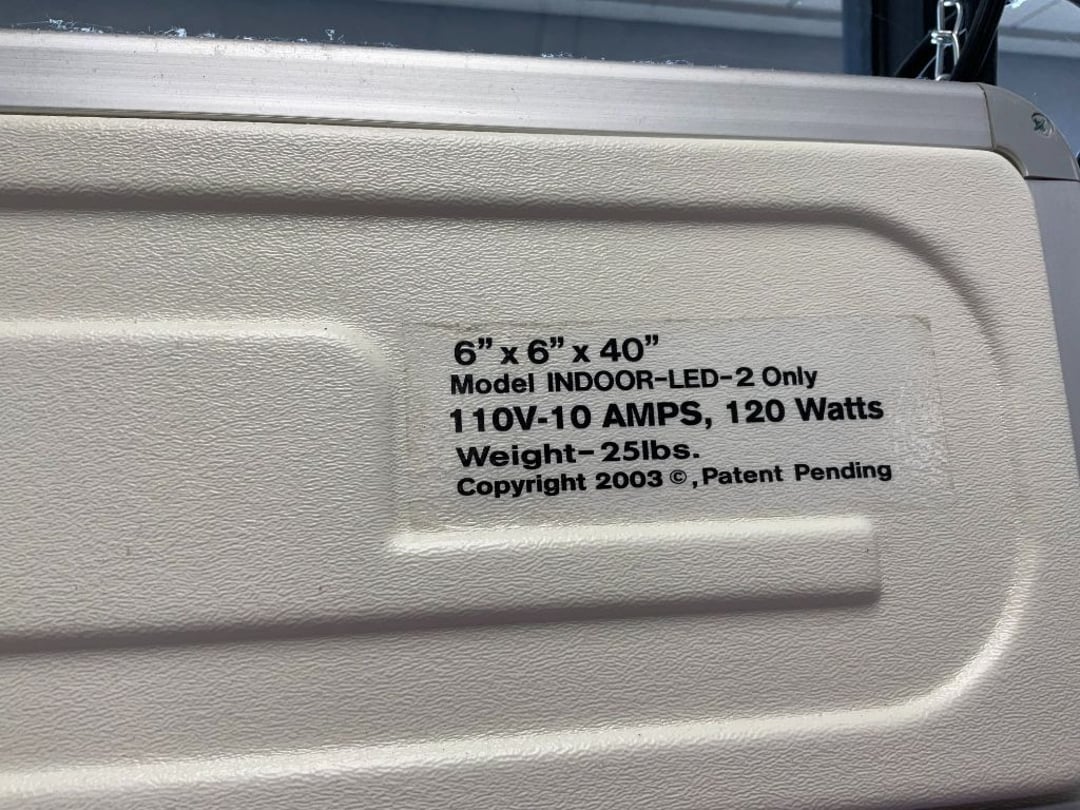 6” x 6” x 40”
Model INDOOR-LED-2 Only
110V-10 AMPS, 120 Watts
Weight-25lbs.
Copyright 2003 ©, Patent Pending